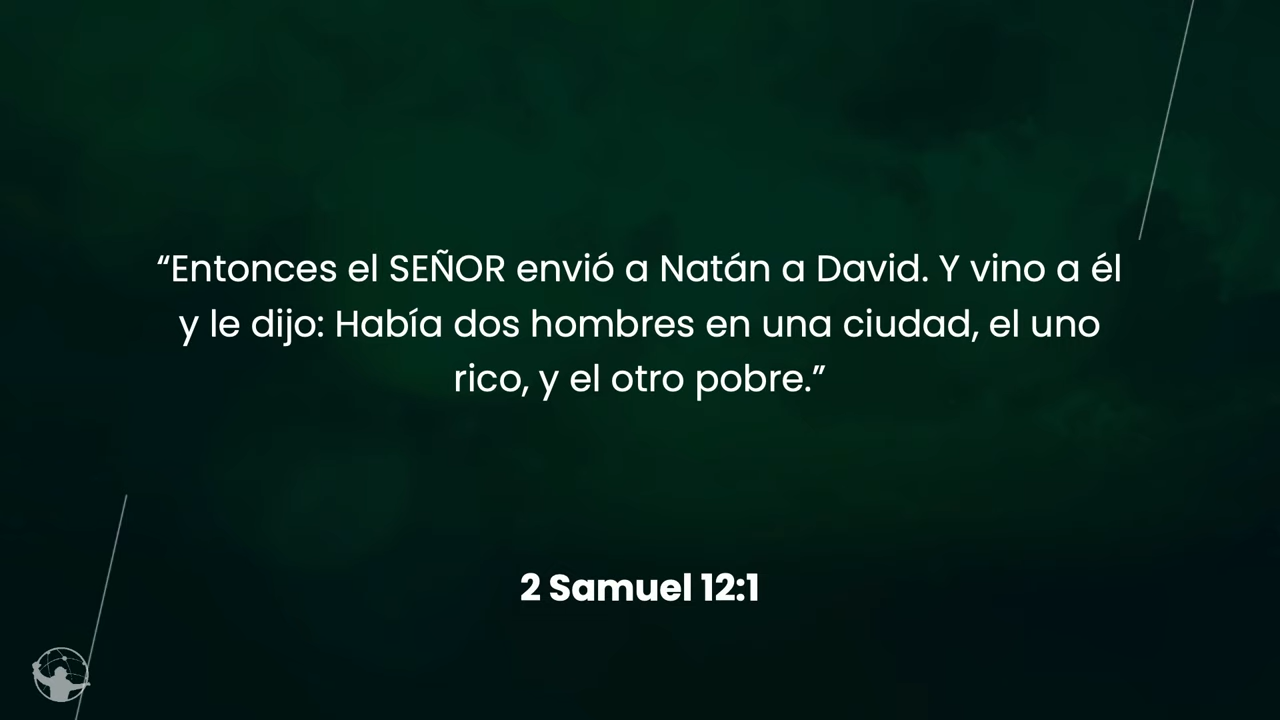 “Entonces el SEÑOR envió a Natán a David. Y vino a él
y le dijo: Había dos hombres en una ciudad, el uno
rico, y el otro pobre.”
2 Samuel 12:1